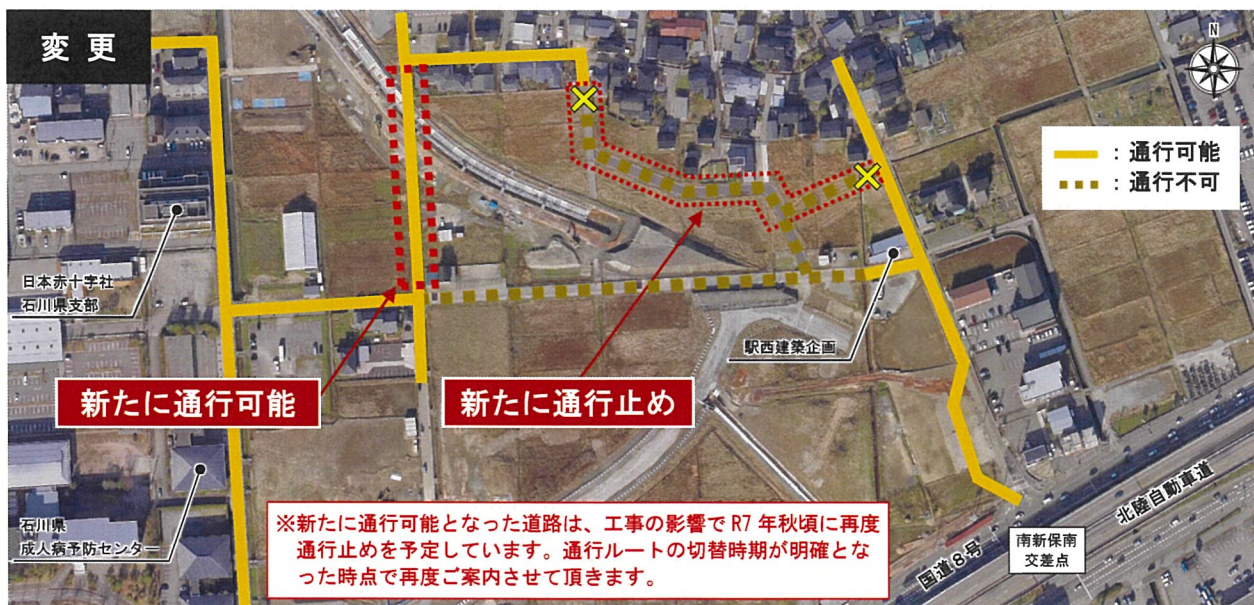 変更
N
：通行可能
：通行不可
日本赤十字社
石川県支部
駅西建築企画
新たに通行可能
新たに通行止め
石川県
成人病予防センター
※新たに通行可能となった道路は、工事の影響で R7 年秋頃に再度
通行止めを予定しています。通行ルートの切替時期が明確とな
った時点で再度ご案内させて頂きます。
北陸自動車道
国道8号
南新保南
交差点